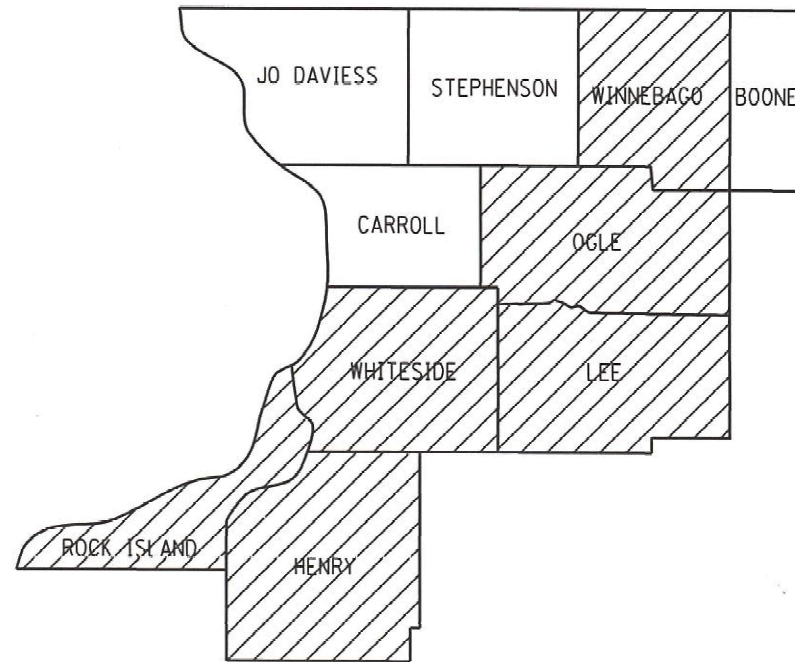 JO DAVIESS
STEPHENSON
WINNEBAGO
BOONE
CARROLL
OGLE
WHITESIDE
LEE
ROCK ISLAND
HENRY